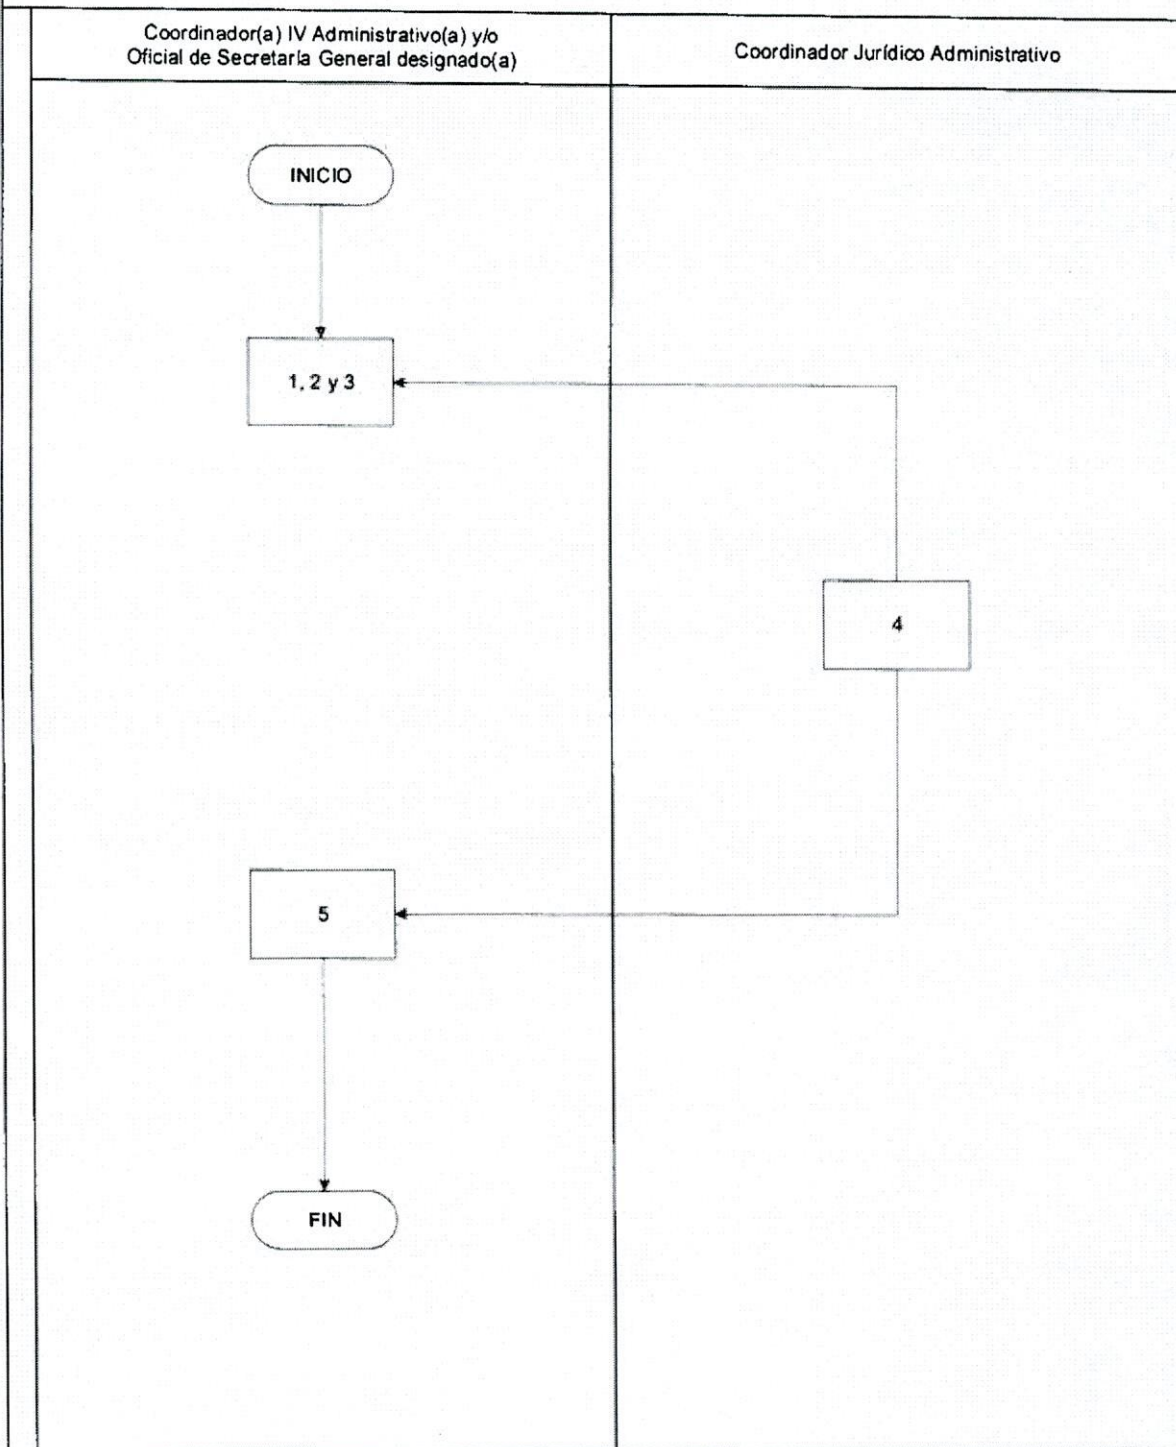 Coordinador(a) IV Administrativo(a) y/o
Oficial de Secretaría General designado(a)
Coordinador Jurídico Administrativo
INICIO
1, 2 y 3
4
5
FIN